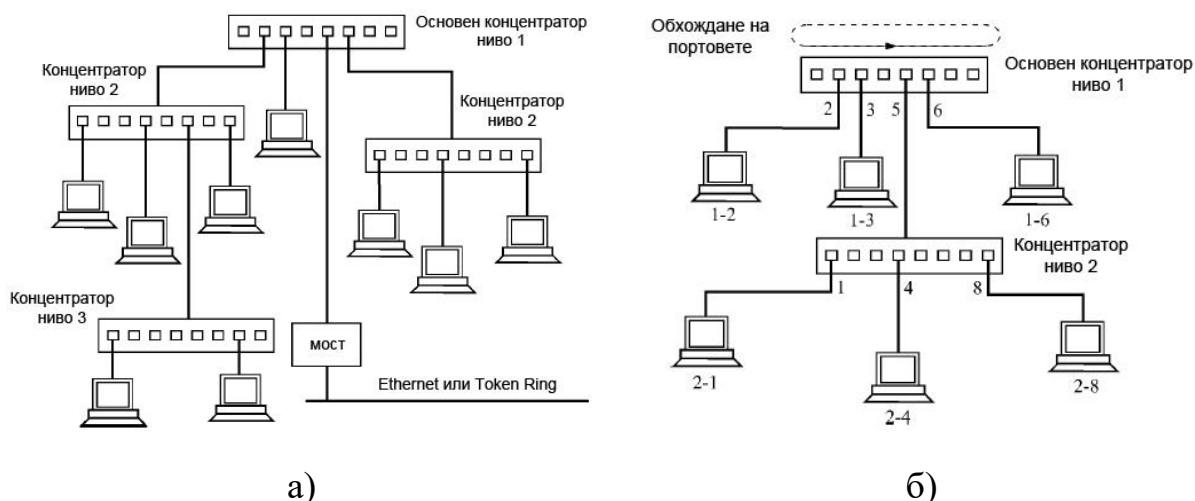 Основен концентратор
ниво 1
Концентратор
ниво 2
Концентратор
ниво 2
Концентратор
ниво 3
мост
Ethernet или Token Ring
а)
Обхождане на
портовете
Основен концентратор
ниво 1
2 3 5 6
1-2
1-3
1-6
Концентратор
ниво 2
1 4 8
2-1
2-4
2-8
б)